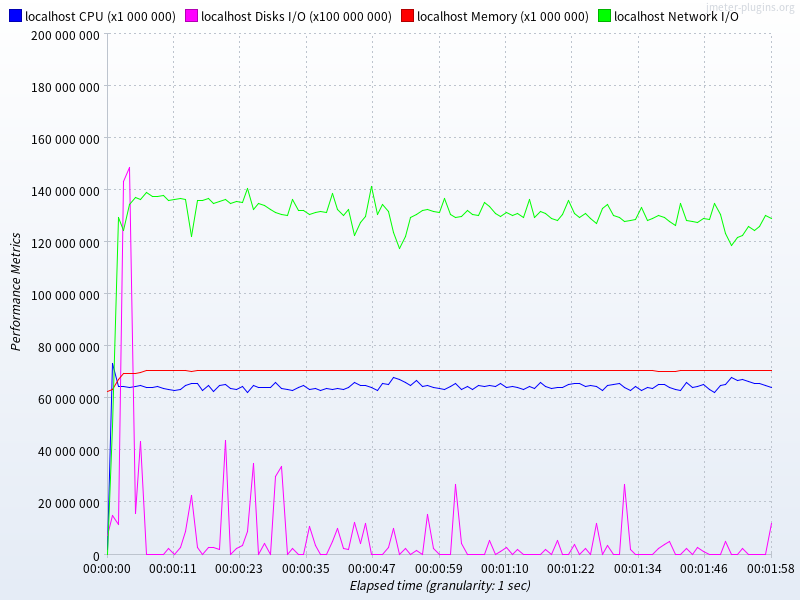 jmeter-plugins.org
localhost CPU (x1 000 000) localhost Disks I/O (x100 000 000) localhost Memory (x1 000 000) localhost Network I/O
200 000 000
180 000 000
160 000 000
140 000 000
120 000 000
100 000 000
80 000 000
60 000 000
40 000 000
20 000 000
0
Performance Metrics
00:00:00 00:00:11 00:00:23 00:00:35 00:00:47 00:00:59 00:01:10 00:01:22 00:01:34 00:01:46 00:01:58
Elapsed time (granularity: 1 sec)